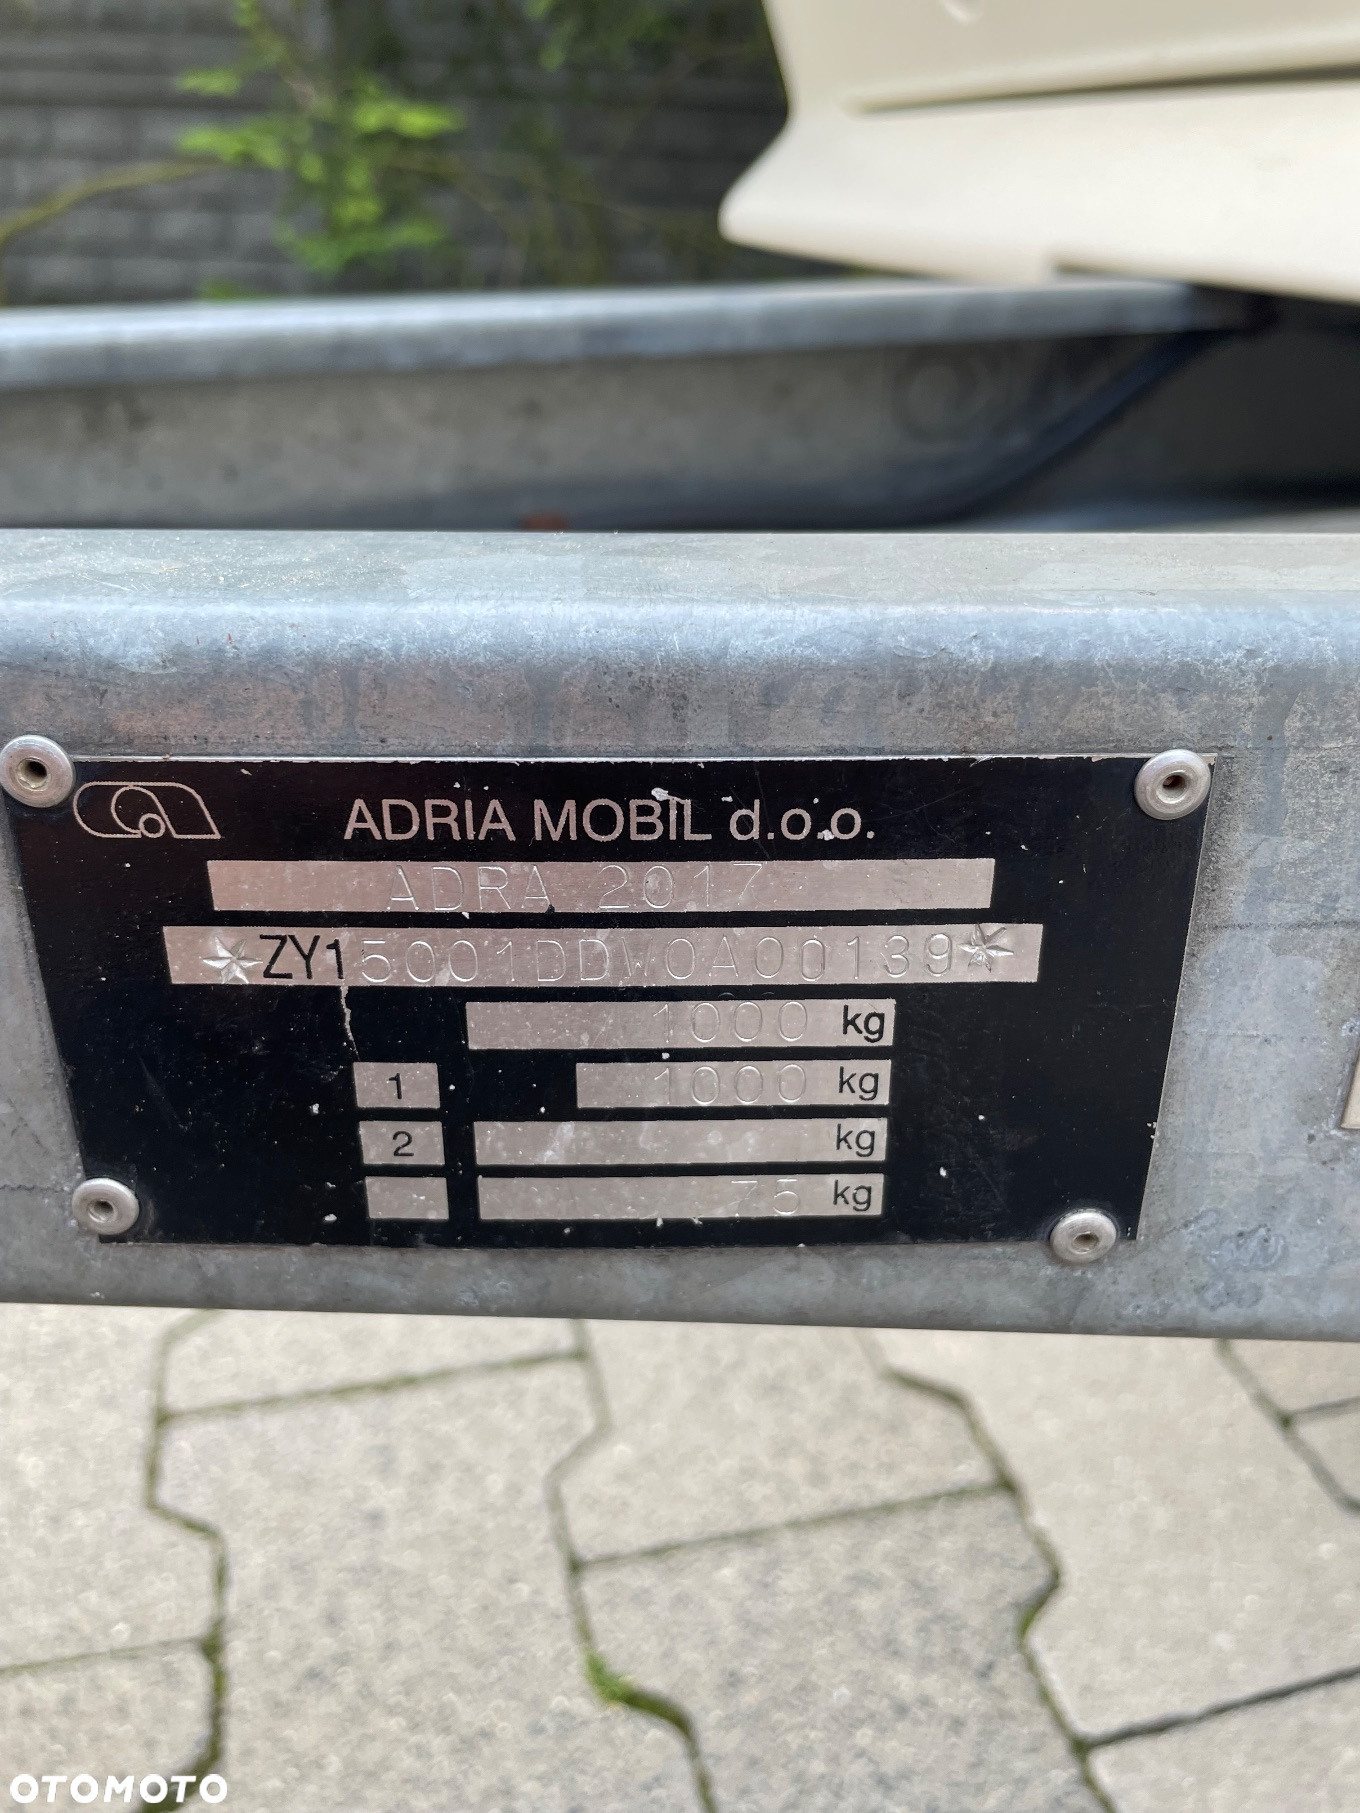 ADRIA MOBIL d.o.o.
ADRA 2017
*ZY15001DDW0A00139*
1000 kg
1 1000 kg
2 kg
75 kg
OTOMOTO